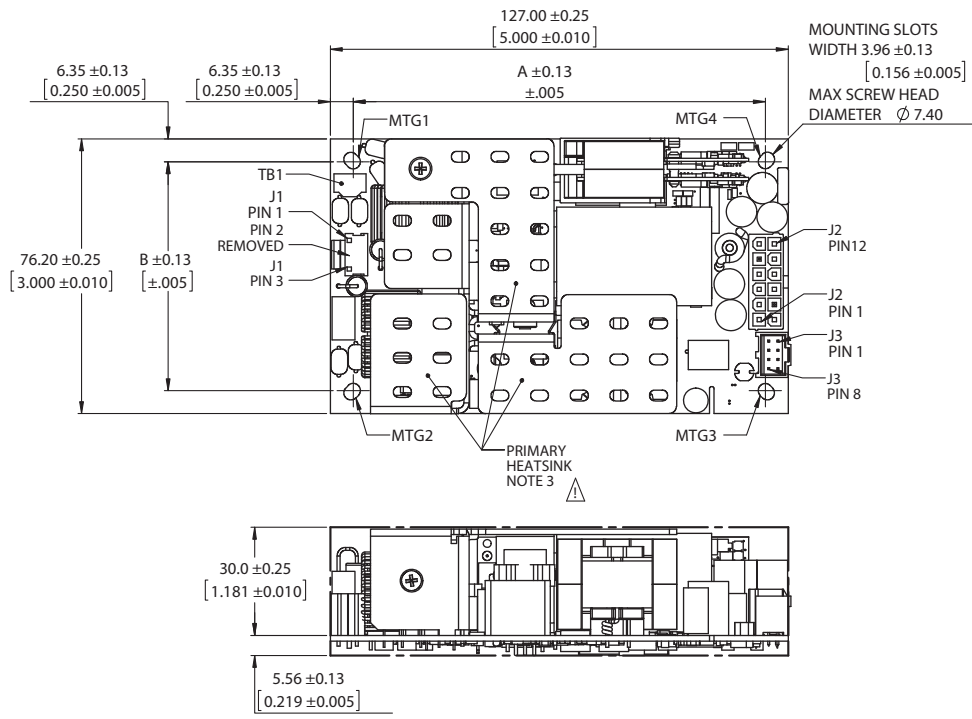 127.00 ±0.25
[5.000 ±0.010]
MOUNTING SLOTS
WIDTH 3.96 ±0.13
[0.156 ±0.005]
MAX SCREW HEAD
DIAMETER Ø 7.40
6.35 ±0.13
[0.250 ±0.005]
6.35 ±0.13
[0.250 ±0.005]
A ±0.13
±.005
MTG1
MTG4
TB1
J1
PIN 1
PIN 2
REMOVED
J1
PIN 3
76.20 ±0.25
[3.000 ±0.010]
B ±0.13
[±.005]
J2
PIN12
J2
PIN 1
J3
PIN 1
J3
PIN 8
MTG2
MTG3
PRIMARY
HEATSINK
NOTE 3
!
30.0 ±0.25
[1.181 ±0.010]
5.56 ±0.13
[0.219 ±0.005]